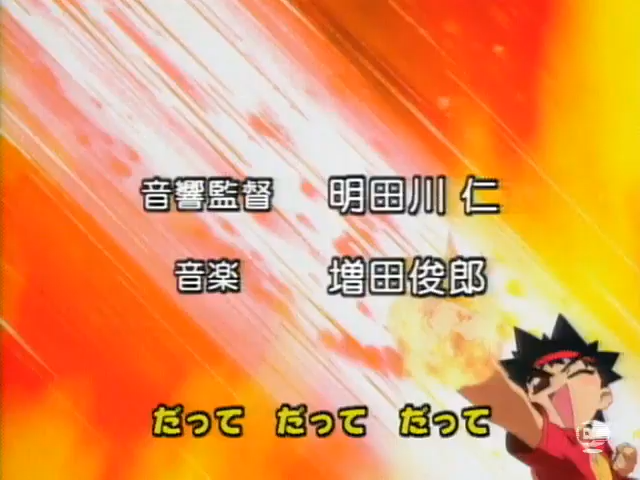 音響監督 明田川 仁
音楽 増田俊郎
だって だって だって